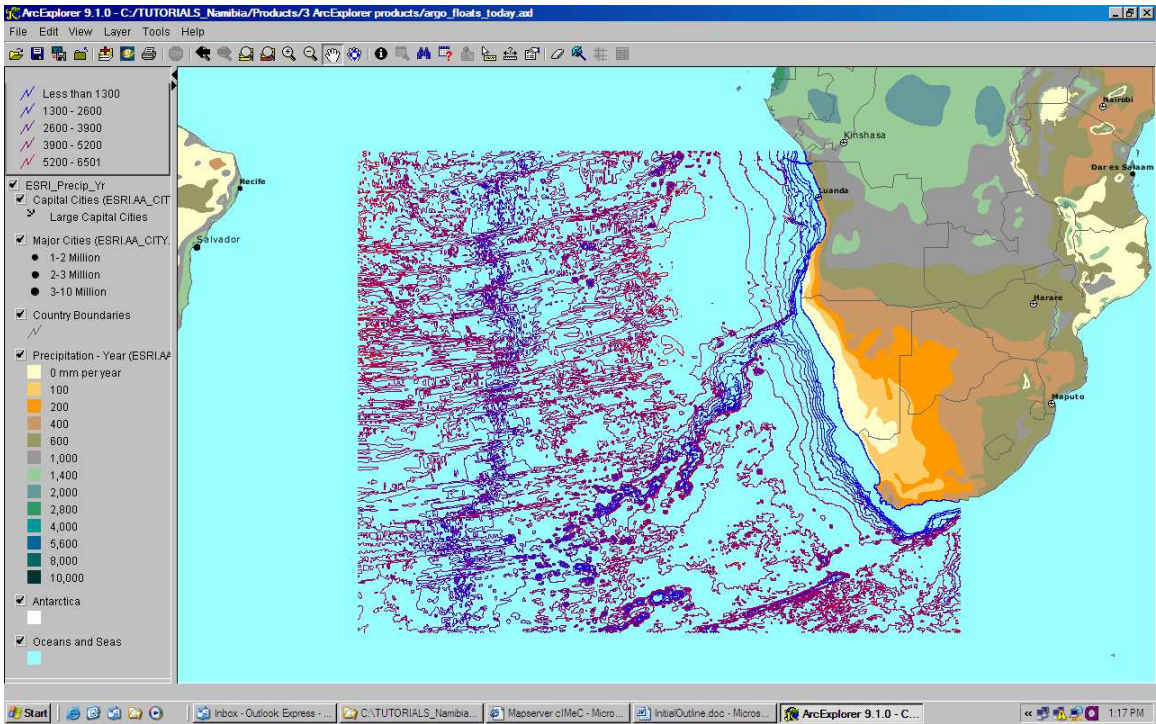 ArcExplorer 9.1.0 - C:/TUTORIALS_Namibia/Products/3 ArcExplorer products/argo_floats_today.axl
File Edit View Layer Tools Help
Less than 1300
1300 - 2600
2600 - 3900
3900 - 5200
5200 - 6501
ESRI_Precip_Yr
Capital Cities (ESRI.AA_CIT
Large Capital Cities
Major Cities (ESRI.AA_CITY.
1-2 Million
2-3 Million
3-10 Million
Country Boundaries
Precipitation - Year (ESRI.AA
0 mm per year
100
200
400
600
1,000
1,400
2,000
2,800
4,000
5,600
8,000
10,000
Antarctica
Oceans and Seas
Recife
Salvador
Kinshasa
Luanda
Nairobi
Dar es Salaam
Harare
Maputo
Start
Inbox - Outlook Express - ...
C:\TUTORIALS_Namibia...
Mapserver cIMeC - Micro...
InitialOutline.doc - Micros...
ArcExplorer 9.1.0 - C...
1:17 PM